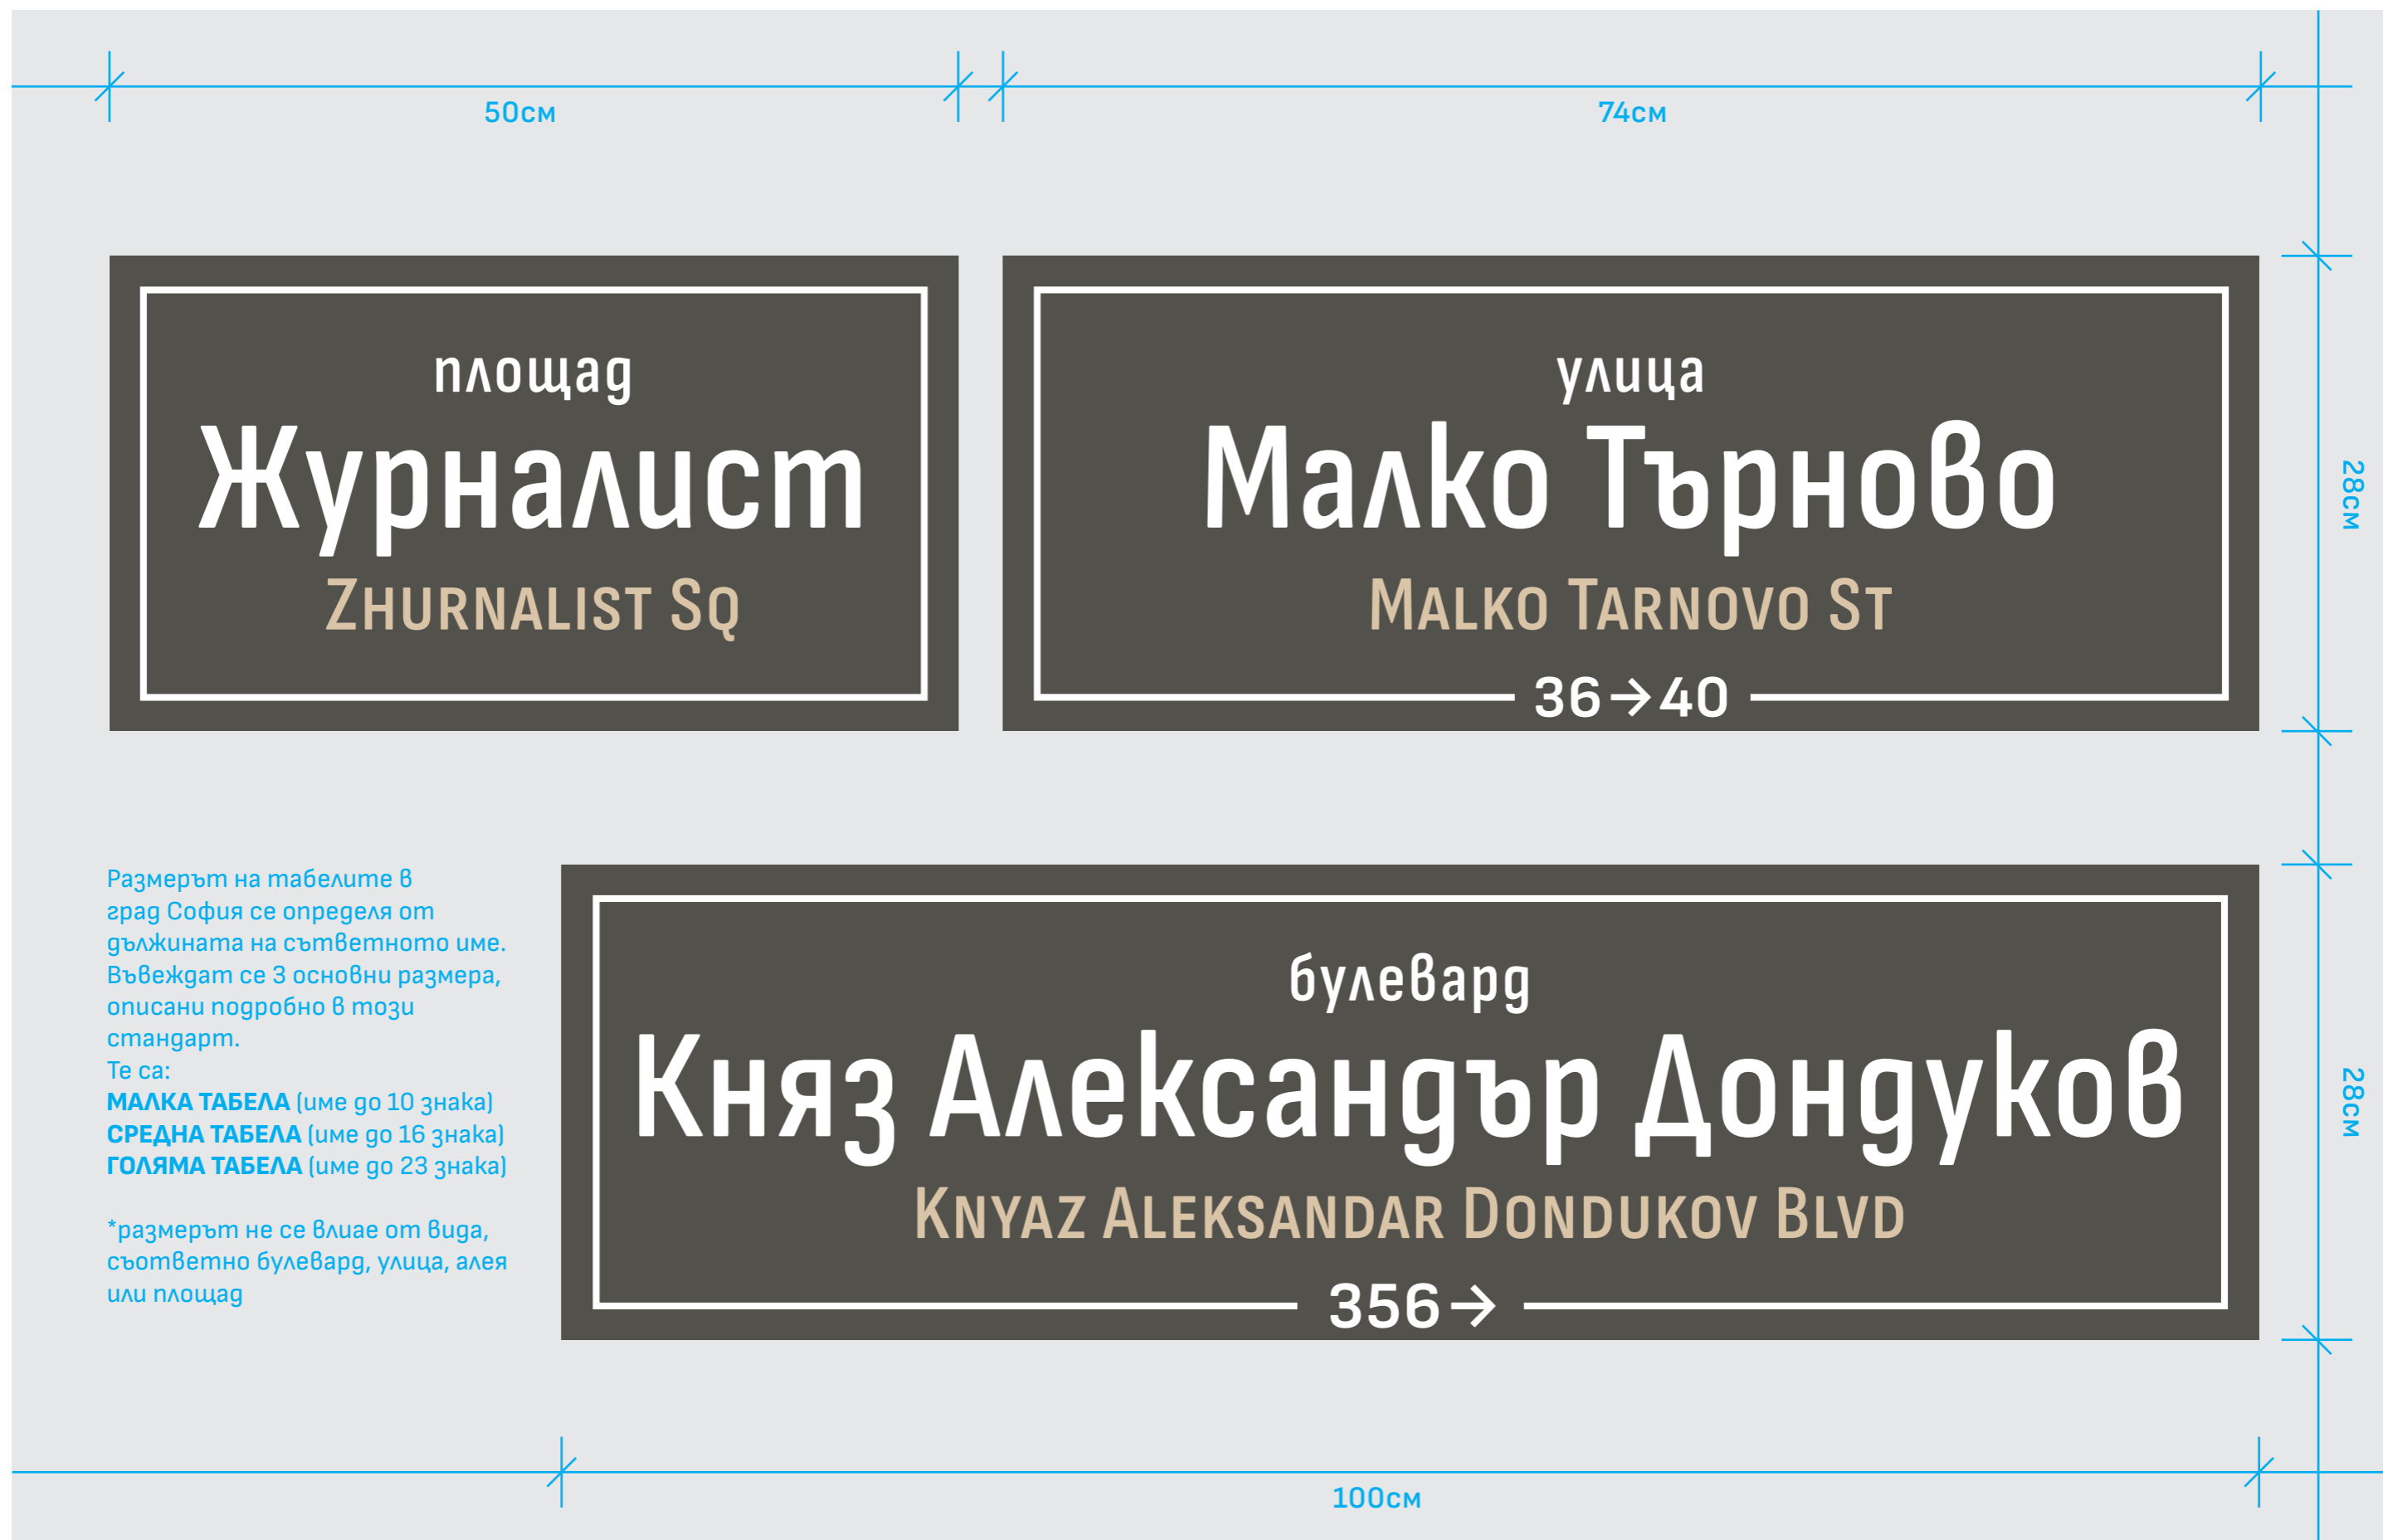 50см
74см
площад
Журналист
Zhurnalist Sq
улица
Малко Търново
Malko Tarnovo St
36→40
28см
Размерът на табелите в
град София се определя от
дължината на сътветното име.
Въвеждат се 3 основни размера,
описани подробно в този
стандарт.
Те са:
МАЛКА ТАБЕЛА (име до 10 знака)
СРЕДНА ТАБЕЛА (име до 16 знака)
ГОЛЯМА ТАБЕЛА (име до 23 знака)
*размерът не се влиае от вида,
съответно булевард, улица, алея
или площад
булевард
Княз Александър Дондуков
Knyaz Aleksandar Dondukov Blvd
356→
28см
100см